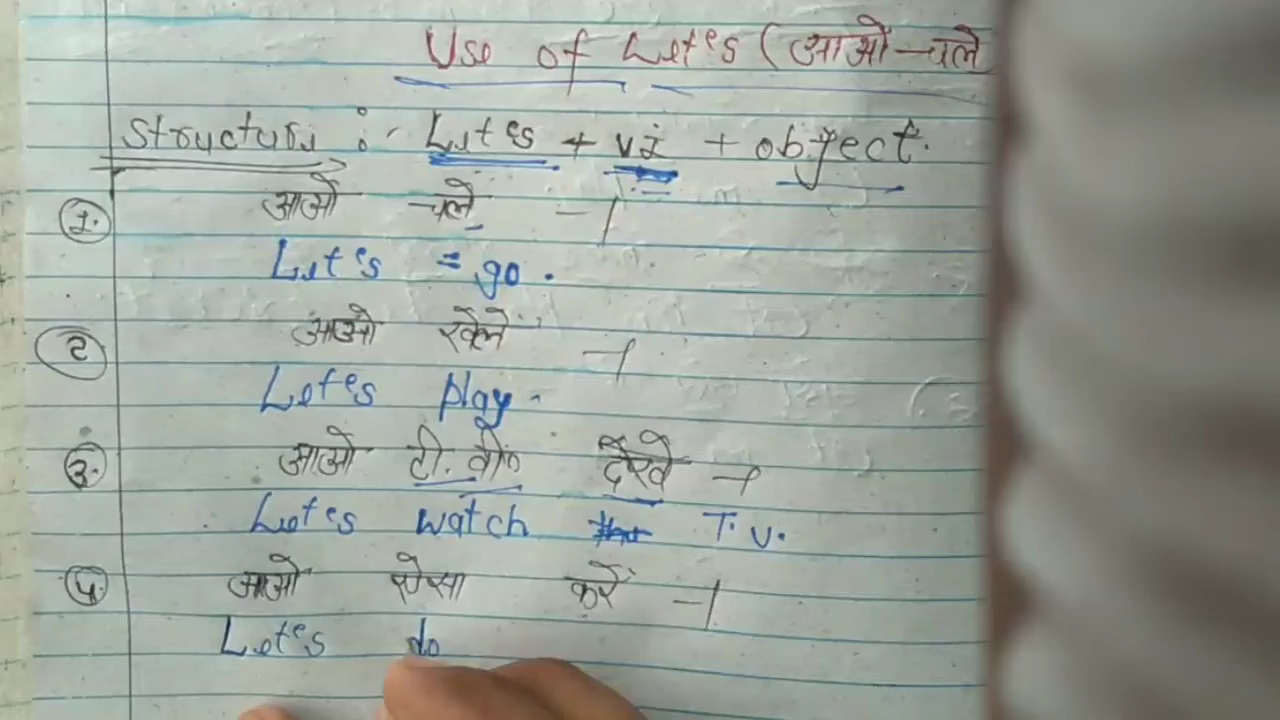 Use of Let's (आओ चले
Structure :- Let's + v1 + object.
1. आओ चले -।
Let's = go.
2 आओ खेलें -।
Let's play.
3. आओ टी. वी० देखें -।
Let's watch T.V.
4. आओ ऐसा करें -।
Let's do